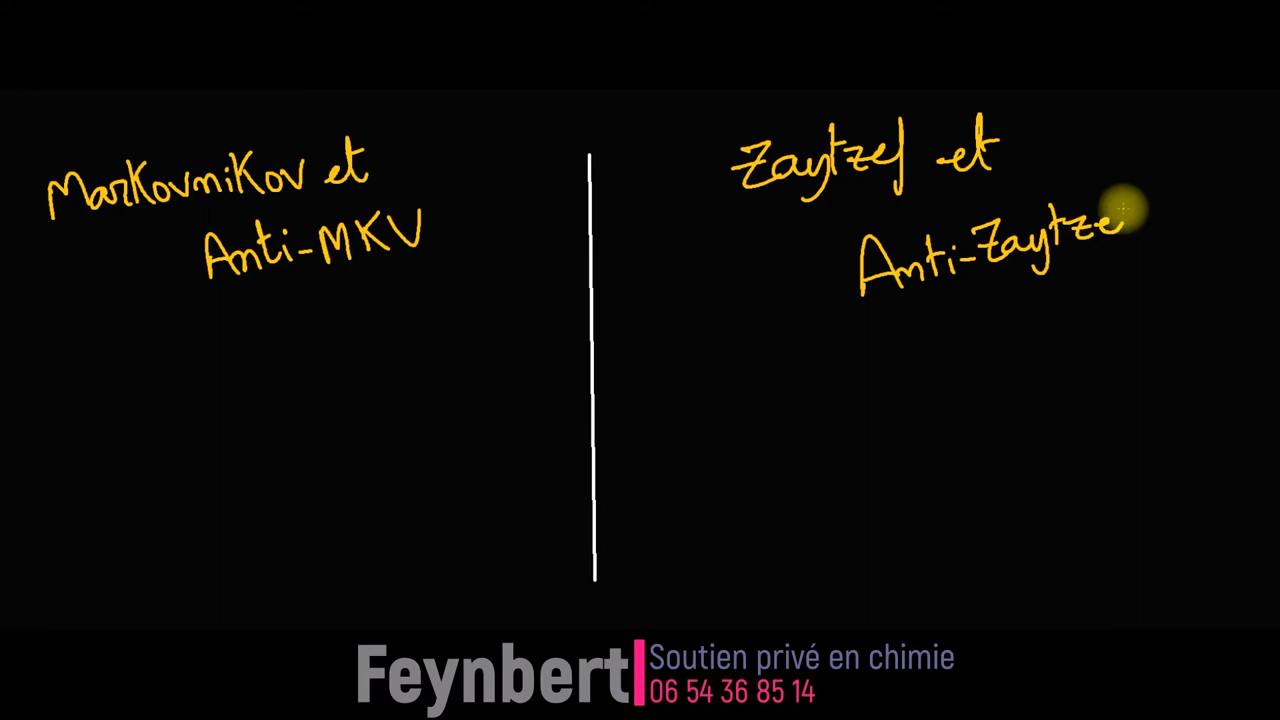 Markovnikov et
Anti-MKV
Zaytzef et
Anti-Zaytze
Feynbert
Soutien privé en chimie
06 54 36 85 14